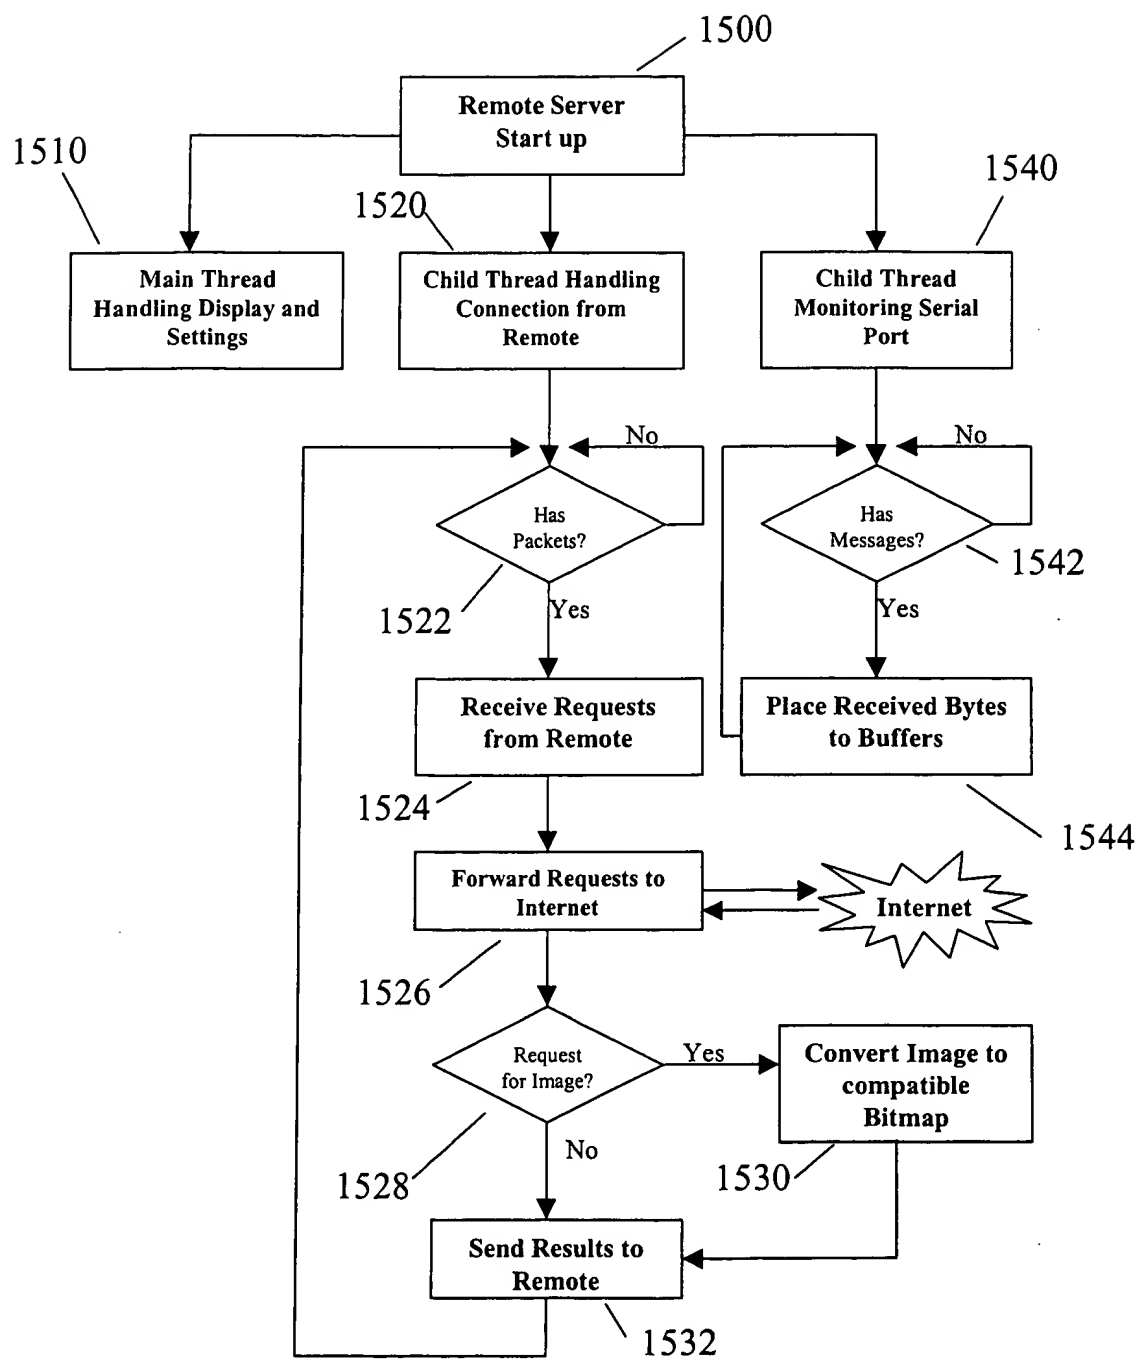 1500
Remote Server
Start up
1510
1520
1540
Main Thread
Handling Display and
Settings
Child Thread Handling
Connection from
Remote
Child Thread
Monitoring Serial
Port
No
No
Has
Packets?
Has
Messages?
1522
1542
Yes
Yes
Receive Requests
from Remote
Place Received Bytes
to Buffers
1524
1544
Forward Requests to
Internet
Internet
1526
Request
for Image?
Yes
Convert Image to
compatible
Bitmap
1528
No
1530
Send Results to
Remote
1532